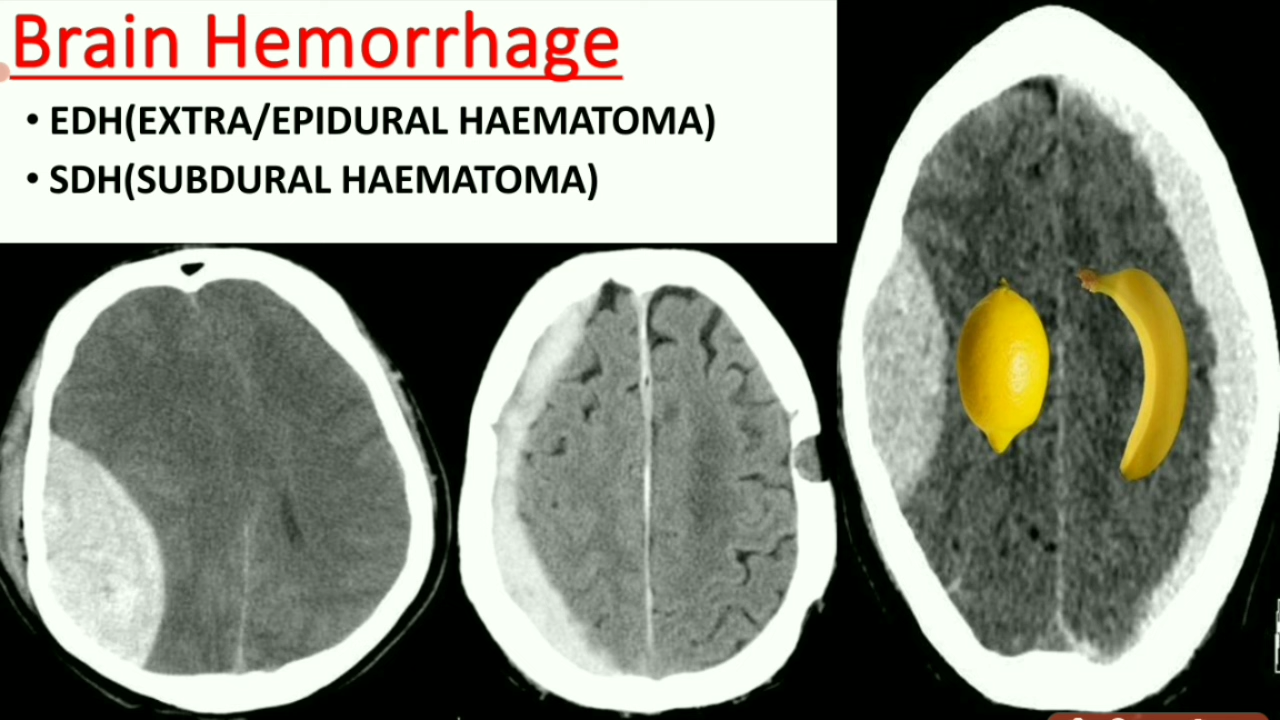 Brain Hemorrhage
• EDH(EXTRA/EPIDURAL HAEMATOMA)
• SDH(SUBDURAL HAEMATOMA)